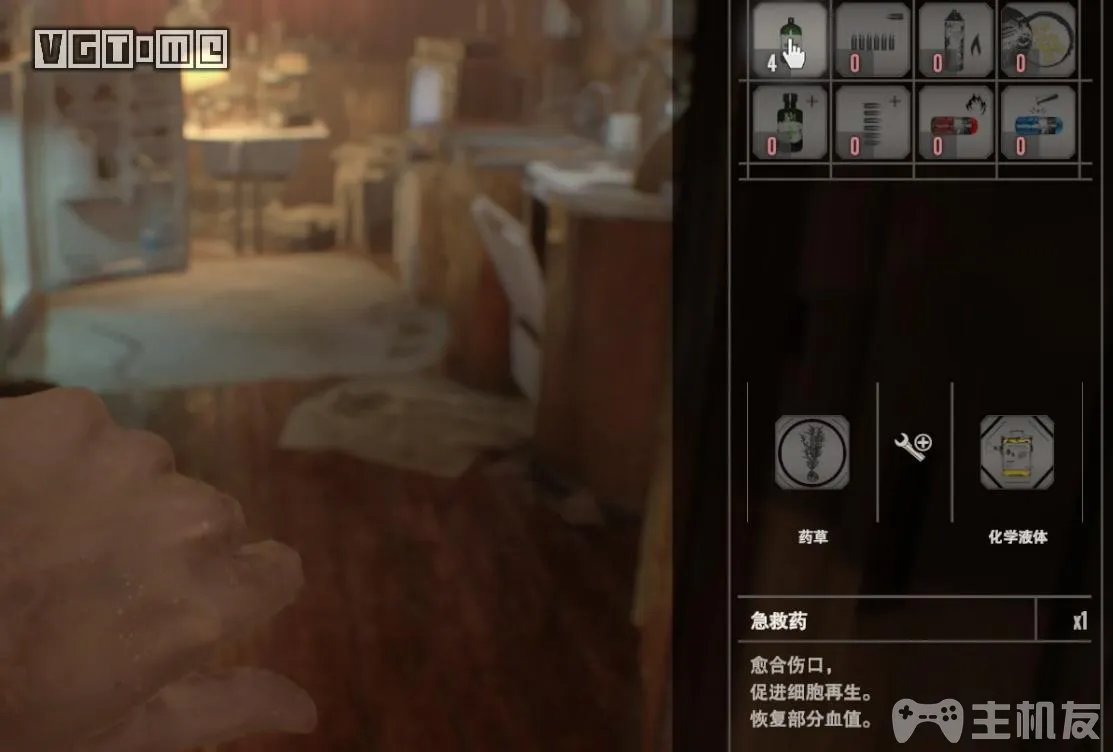 VGTIME
4 0 0 0
0 0 0 0
药草 化学液体
急救药 x1
愈合伤口，
促进细胞再生。
恢复部分血值。
主机友